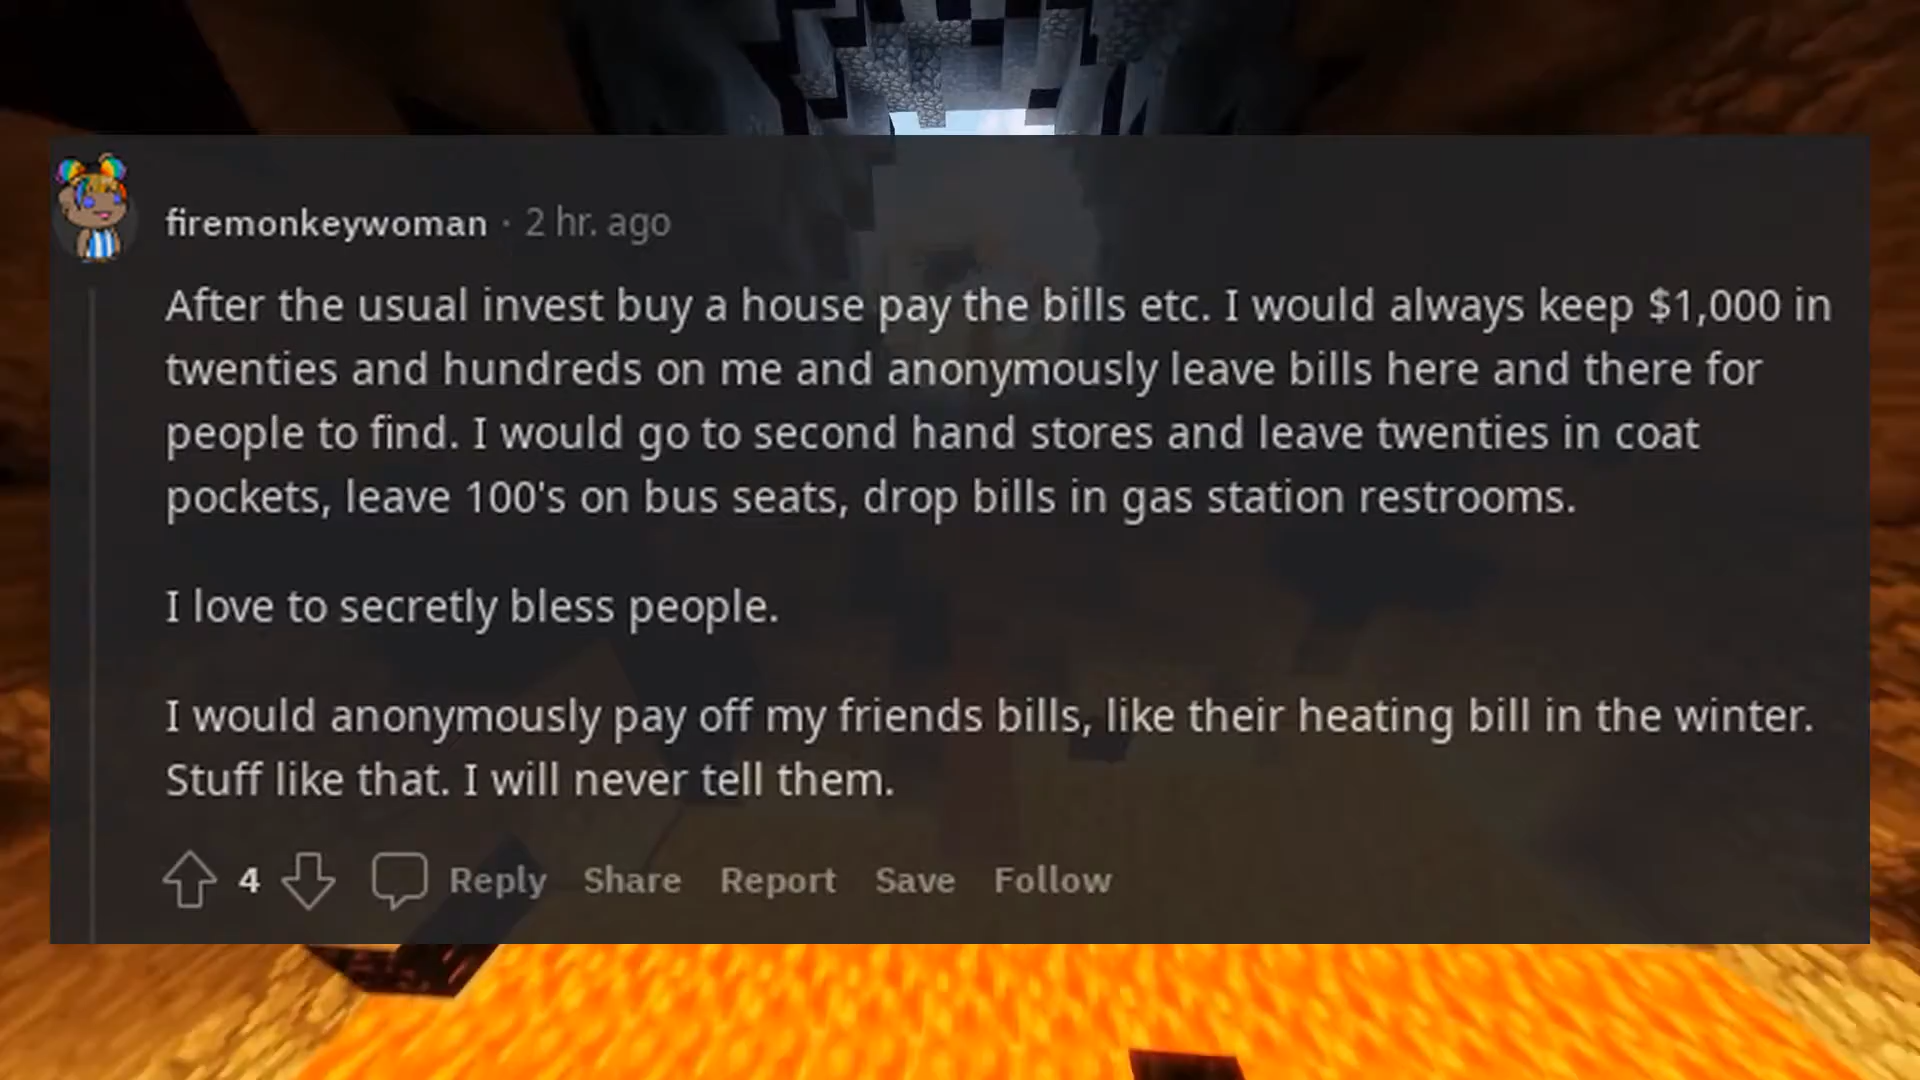 firemonkeywoman · 2 hr. ago
After the usual invest buy a house pay the bills etc. I would always keep $1,000 in
twenties and hundreds on me and anonymously leave bills here and there for
people to find. I would go to second hand stores and leave twenties in coat
pockets, leave 100's on bus seats, drop bills in gas station restrooms.
I love to secretly bless people.
I would anonymously pay off my friends bills, like their heating bill in the winter.
Stuff like that. I will never tell them.
4 Reply Share Report Save Follow